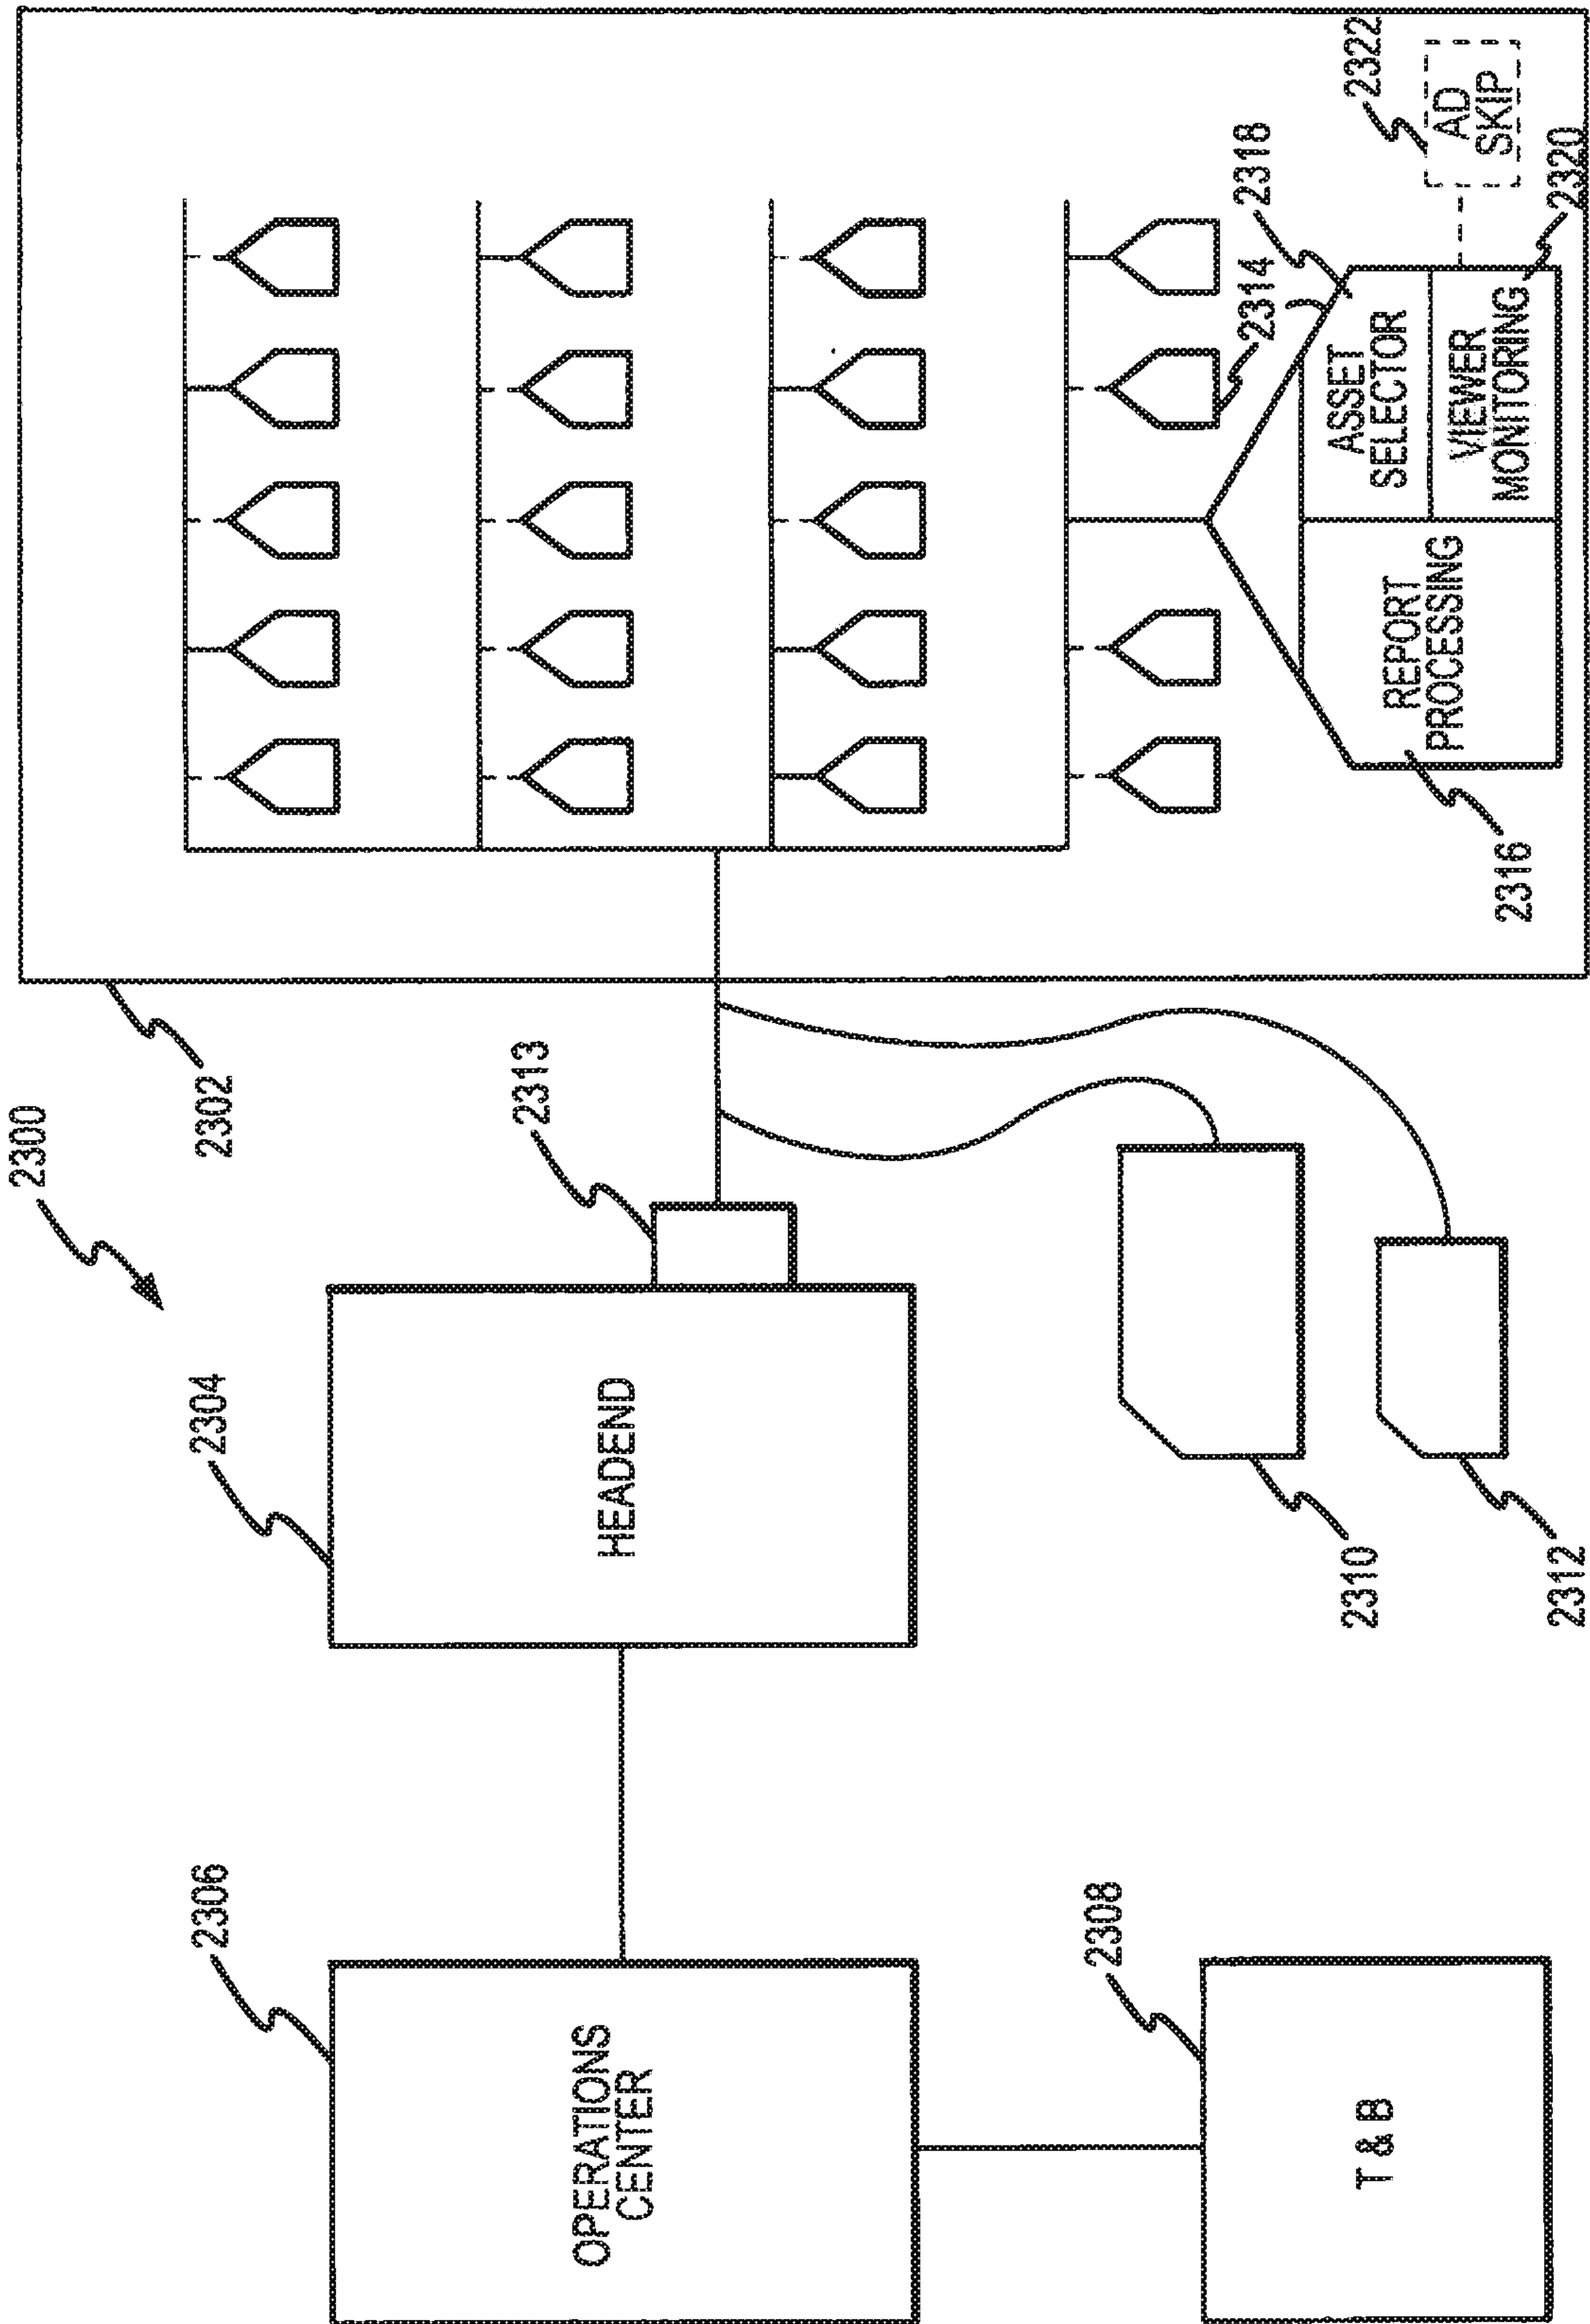 2300
2306
OPERATIONS
CENTER
2308
T & B
2304
HEADEND
2313
2310
2312
2302
2314
2316
REPORT
PROCESSING
2318
ASSET
SELECTOR
VIEWER
MONITORING
2320
2322
AD
SKIP